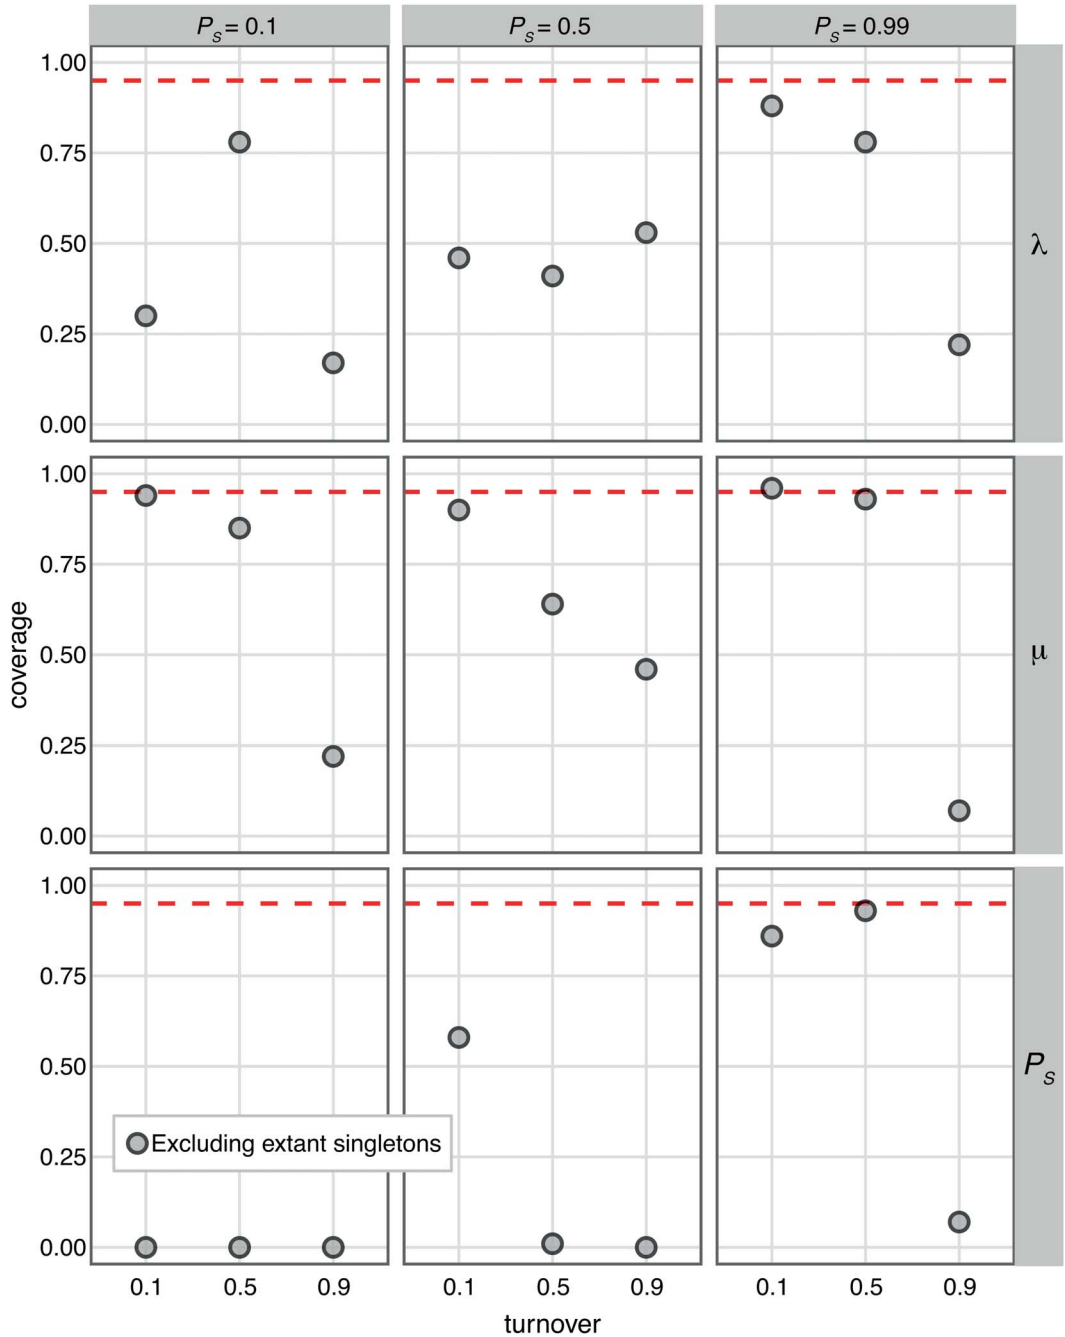 P_S = 0.1
P_S = 0.5
P_S = 0.99
1.00
0.75
0.50
0.25
0.00
λ
1.00
0.75
0.50
0.25
0.00
μ
coverage
1.00
0.75
0.50
0.25
0.00
P_S
Excluding extant singletons
0.1 0.5 0.9 0.1 0.5 0.9 0.1 0.5 0.9
turnover